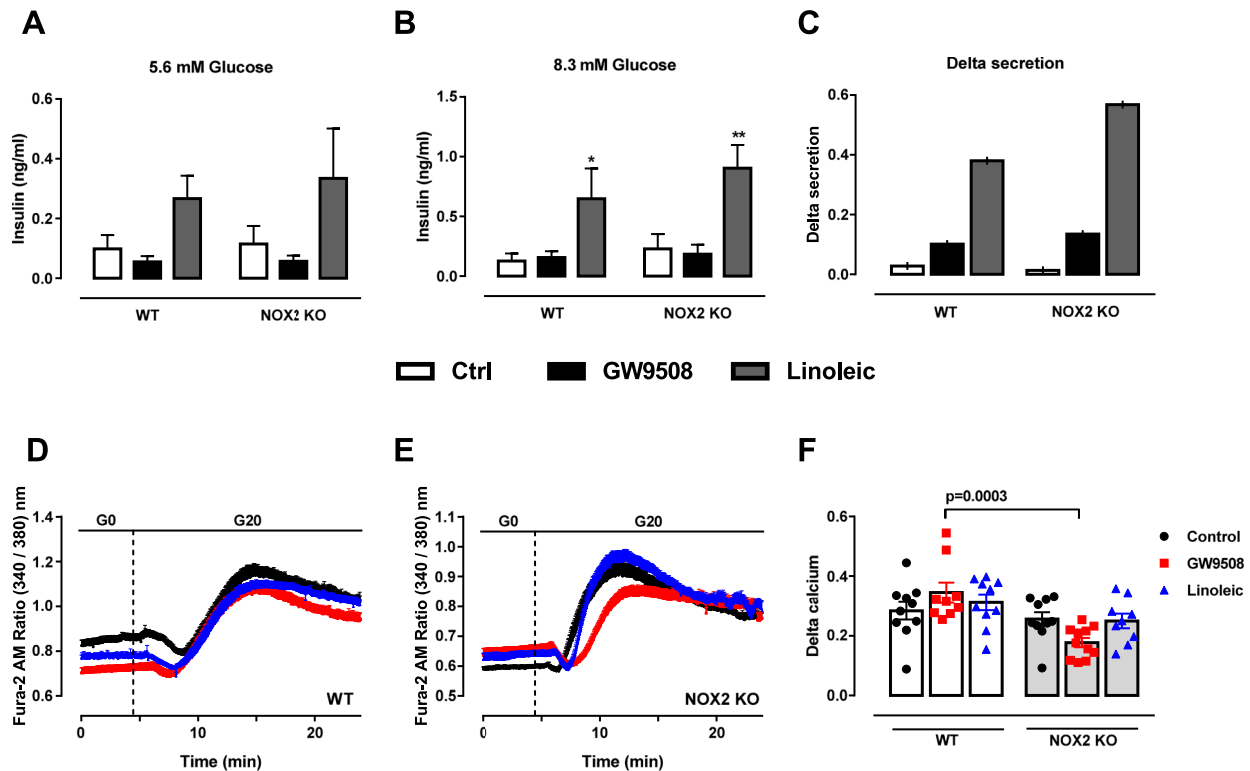 A
B
C
5.6 mM Glucose
8.3 mM Glucose
Delta secretion
Insulin (ng/ml)
0.6
0.4
0.2
0.0
WT
NOX2 KO
Insulin (ng/ml)
1.5
1.0
0.5
0.0
*
**
WT
NOX2 KO
Delta secretion
0.6
0.4
0.2
0.0
WT
NOX2 KO
Ctrl
GW9508
Linoleic
D
E
F
Fura-2 AM Ratio (340 / 380) nm
1.4
1.2
1.0
0.8
0.6
G0
G20
WT
0
10
20
Time (min)
Fura-2 AM Ratio (340 / 380) nm
1.1
1.0
0.9
0.8
0.7
0.6
0.5
G0
G20
NOX2 KO
0
10
20
Time (min)
p=0.0003
Delta calcium
0.6
0.4
0.2
0.0
WT
NOX2 KO
Control
GW9508
Linoleic